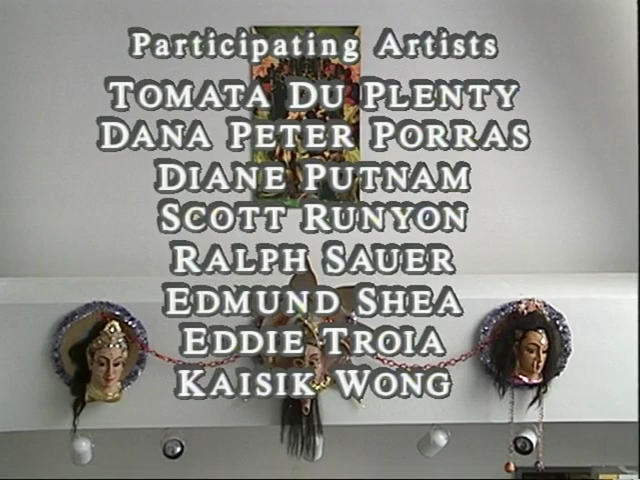 Participating Artists
Tomata Du Plenty
Dana Peter Porras
Diane Putnam
Scott Runyon
Ralph Sauer
Edmund Shea
Eddie Troia
Kaisik Wong